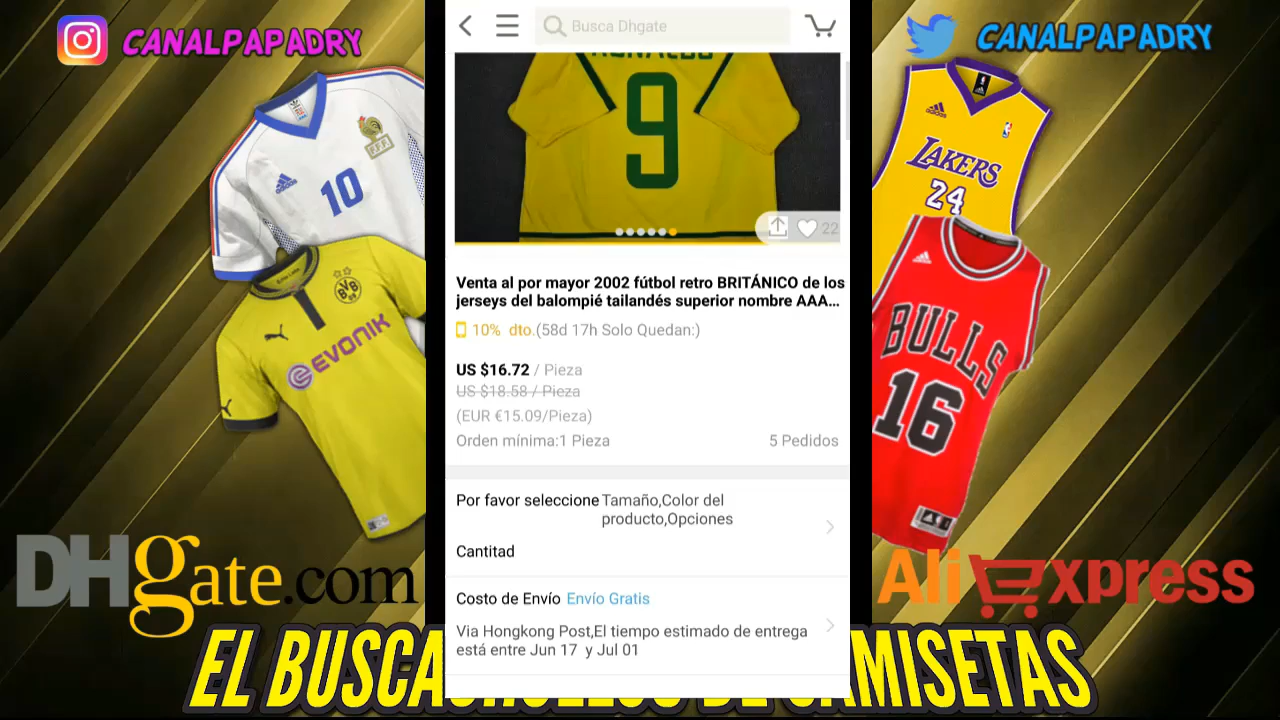 CANALPAPADRY
CANALPAPADRY
Busca Dhgate
9
22
adidas
F.F.F.
10
BVB
09
EVONIK
LAKERS
24
BULLS
16
Venta al por mayor 2002 fútbol retro BRITÁNICO de los
jerseys del balompié tailandés superior nombre AAA...
10% dto.(58d 17h Solo Quedan:)
US $16.72 / Pieza
US $18.58 / Pieza
(EUR €15.09/Pieza)
Orden mínima:1 Pieza
5 Pedidos
Por favor seleccione Tamaño,Color del
producto,Opciones
Cantidad
Costo de Envío Envío Gratis
Via Hongkong Post,El tiempo estimado de entrega
está entre Jun 17 y Jul 01
DHgate.com
AliExpress
EL